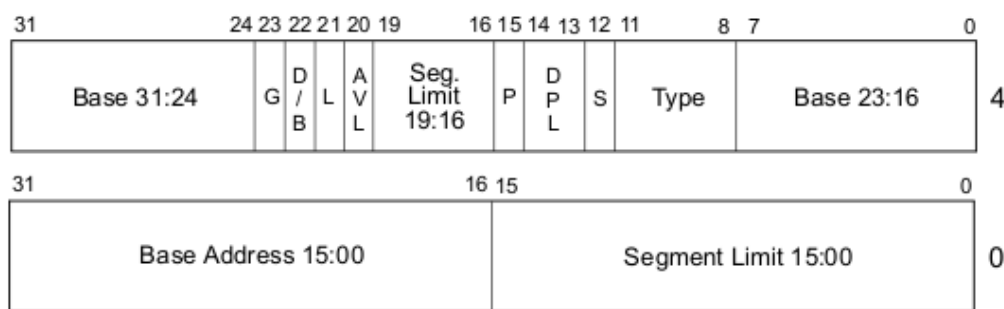 31 24 23 22 21 20 19 16 15 14 13 12 11 8 7 0
Base 31:24 G D/B L AVL Seg. Limit 19:16 P DPL S Type Base 23:16 4
31 16 15 0
Base Address 15:00 Segment Limit 15:00 0